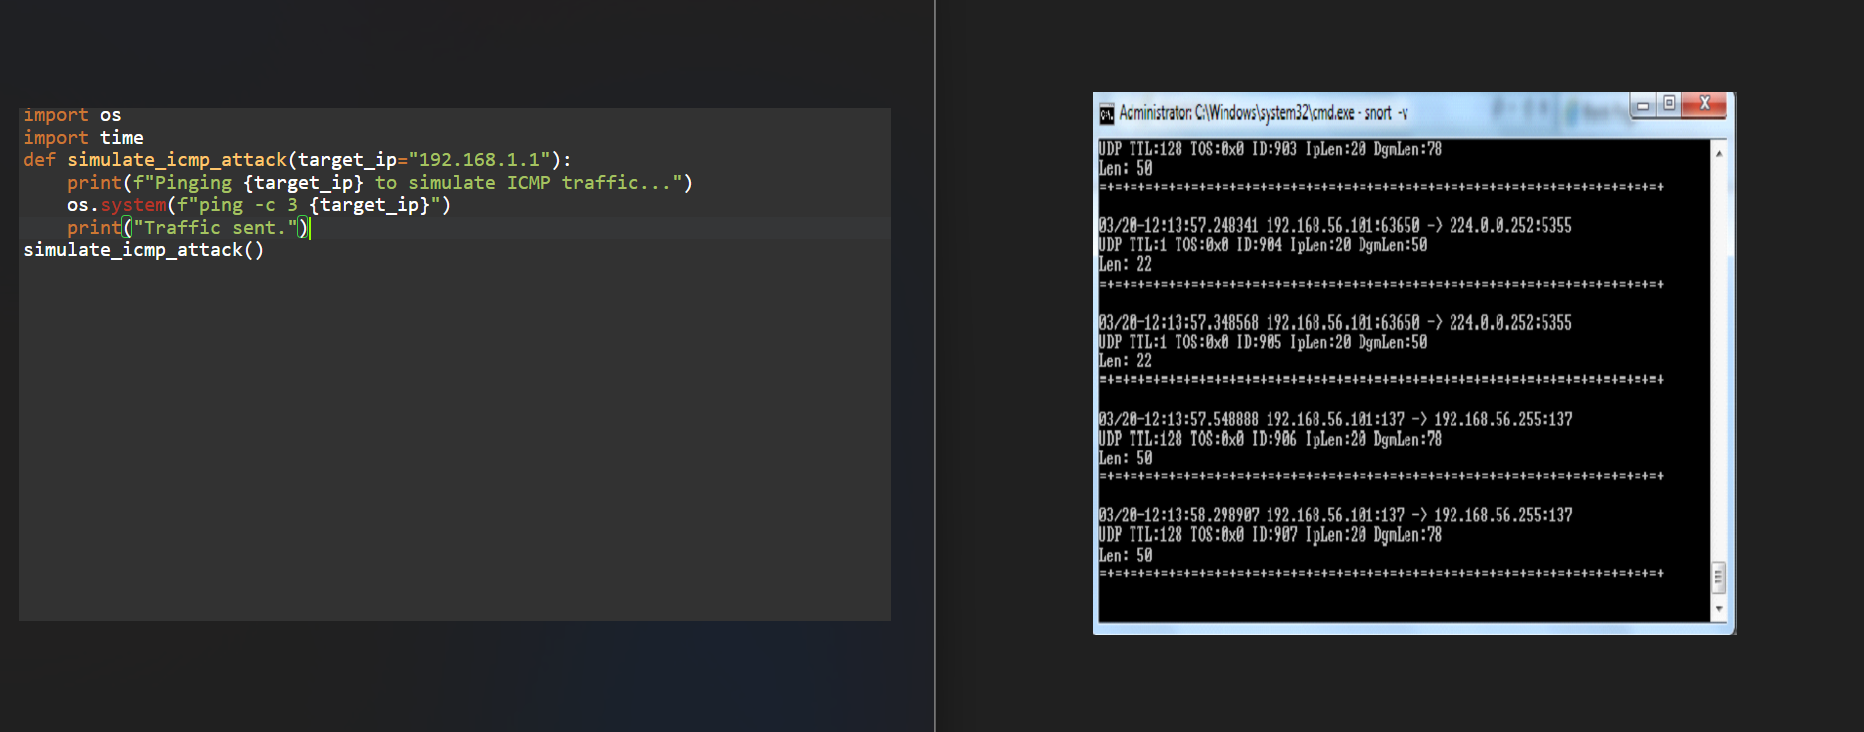 import os
import time
def simulate_icmp_attack(target_ip="192.168.1.1"):
    print(f"Pinging {target_ip} to simulate ICMP traffic...")
    os.system(f"ping -c 3 {target_ip}")
    print("Traffic sent.")
simulate_icmp_attack()
Administrator: C:\Windows\system32\cmd.exe - snort -v
UDP TTL:128 TOS:0x0 ID:903 IpLen:20 DgmLen:78
Len: 50
=+=+=+=+=+=+=+=+=+=+=+=+=+=+=+=+=+=+=+=+=+=+=+=+=+=+=+=+=+=+=+=+=+=+=+=+=+
03/20-12:13:57.248341 192.168.56.101:63650 -> 224.0.0.252:5355
UDP TTL:1 TOS:0x0 ID:904 IpLen:20 DgmLen:50
Len: 22
=+=+=+=+=+=+=+=+=+=+=+=+=+=+=+=+=+=+=+=+=+=+=+=+=+=+=+=+=+=+=+=+=+=+=+=+=+
03/20-12:13:57.348568 192.168.56.101:63650 -> 224.0.0.252:5355
UDP TTL:1 TOS:0x0 ID:905 IpLen:20 DgmLen:50
Len: 22
=+=+=+=+=+=+=+=+=+=+=+=+=+=+=+=+=+=+=+=+=+=+=+=+=+=+=+=+=+=+=+=+=+=+=+=+=+
03/20-12:13:57.548888 192.168.56.101:137 -> 192.168.56.255:137
UDP TTL:128 TOS:0x0 ID:906 IpLen:20 DgmLen:78
Len: 50
=+=+=+=+=+=+=+=+=+=+=+=+=+=+=+=+=+=+=+=+=+=+=+=+=+=+=+=+=+=+=+=+=+=+=+=+=+
03/20-12:13:58.298907 192.168.56.101:137 -> 192.168.56.255:137
UDP TTL:128 TOS:0x0 ID:907 IpLen:20 DgmLen:78
Len: 50
=+=+=+=+=+=+=+=+=+=+=+=+=+=+=+=+=+=+=+=+=+=+=+=+=+=+=+=+=+=+=+=+=+=+=+=+=+